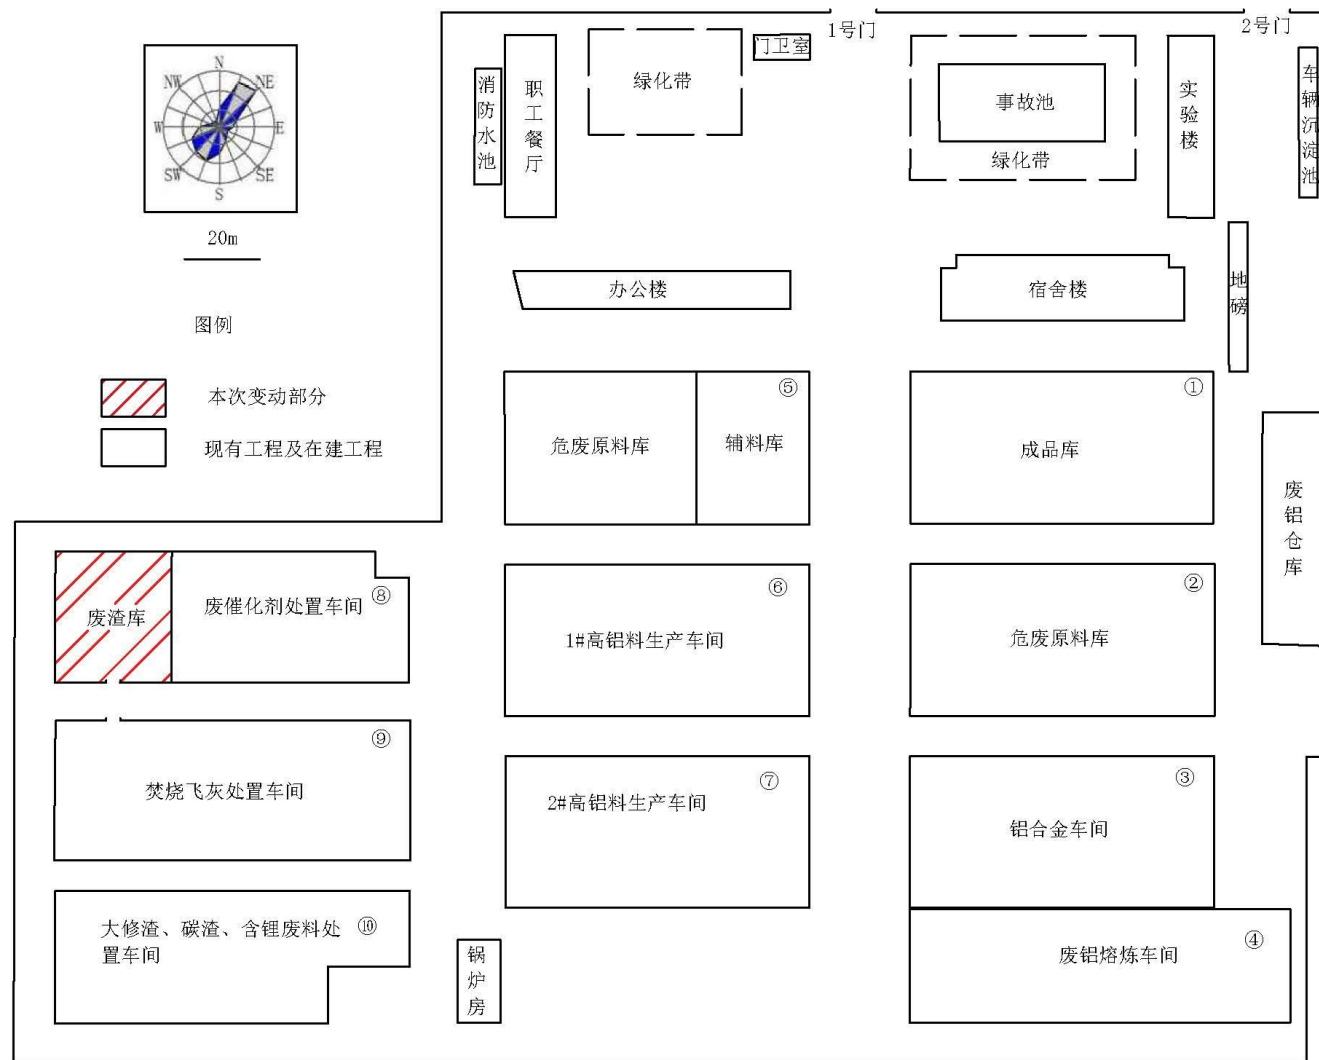 1号门
2号门
N
NW
NE
W
E
SW
SE
S
20m
图例
本次变动部分
现有工程及在建工程
消防水池
职工餐厅
绿化带
门卫室
事故池
绿化带
实验楼
车辆沉淀池
办公楼
宿舍楼
地磅
危废原料库
辅料库
⑤
成品库
①
废铝仓库
废渣库
废催化剂处置车间
⑧
1#高铝料生产车间
⑥
危废原料库
②
焚烧飞灰处置车间
⑨
2#高铝料生产车间
⑦
铝合金车间
③
大修渣、碳渣、含锂废料处
置车间
⑩
锅炉房
废铝熔炼车间
④